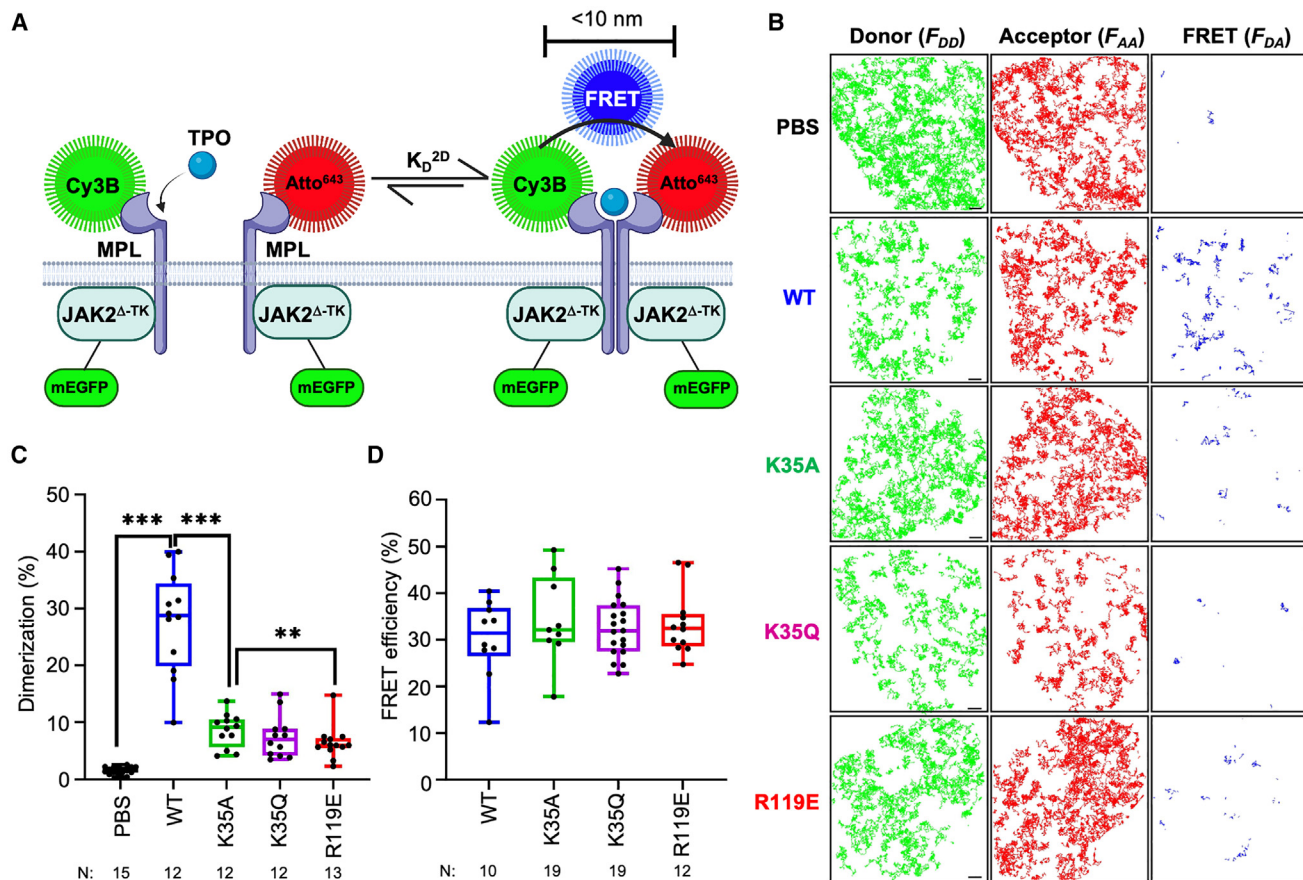 A
<10 nm
FRET
TPO
Cy3B
Atto⁶⁴³
K_D²ᴰ
Cy3B
Atto⁶⁴³
MPL
MPL
JAK2^Δ-TK
JAK2^Δ-TK
JAK2^Δ-TK
JAK2^Δ-TK
mEGFP
mEGFP
mEGFP
mEGFP
B
Donor (F_DD)
Acceptor (F_AA)
FRET (F_DA)
PBS
WT
K35A
K35Q
R119E
C
Dimerization (%)
50
40
30
20
10
0
***
***
**
PBS
WT
K35A
K35Q
R119E
N: 15 12 12 12 13
D
FRET efficiency (%)
60
50
40
30
20
10
0
WT
K35A
K35Q
R119E
N: 10 19 19 12